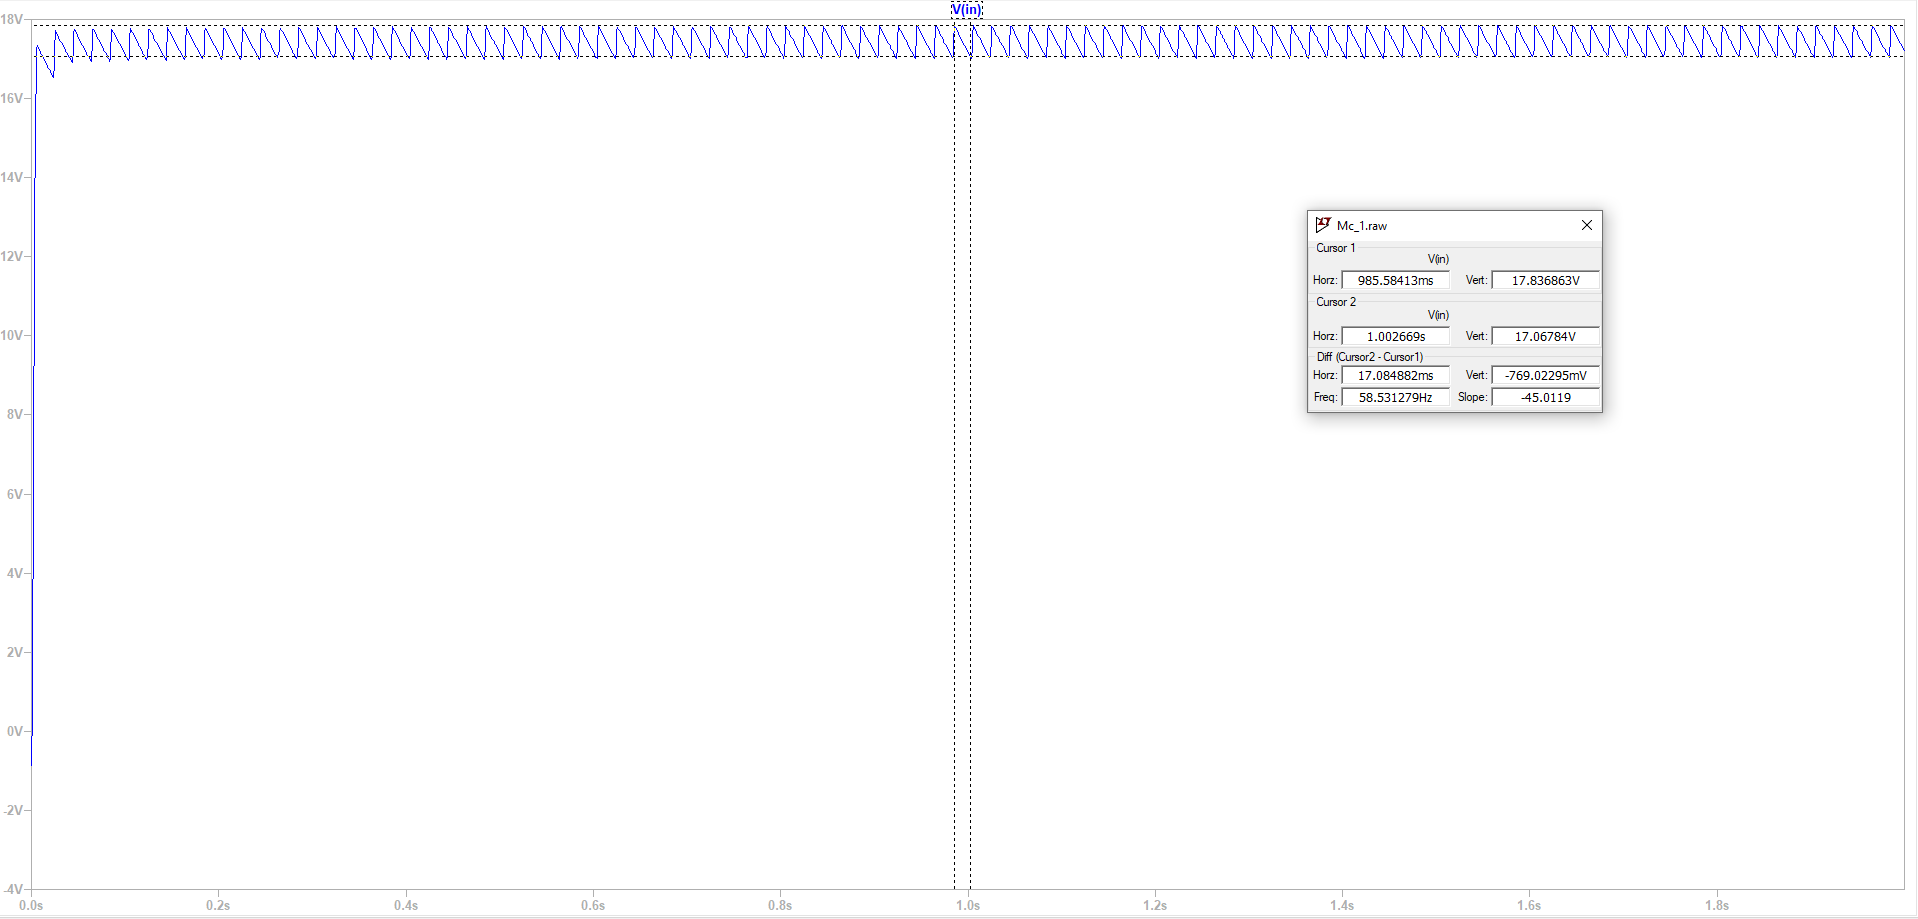 V(in)
18V
16V
14V
12V
10V
8V
6V
4V
2V
0V
-2V
-4V
0.0s 0.2s 0.4s 0.6s 0.8s 1.0s 1.2s 1.4s 1.6s 1.8s
Mc_1.raw
Cursor 1
V(in)
Horz: 985.58413ms Vert: 17.836863V
Cursor 2
V(in)
Horz: 1.002669s Vert: 17.06784V
Diff (Cursor2 - Cursor1)
Horz: 17.084882ms Vert: -769.02295mV
Freq: 58.531279Hz Slope: -45.0119